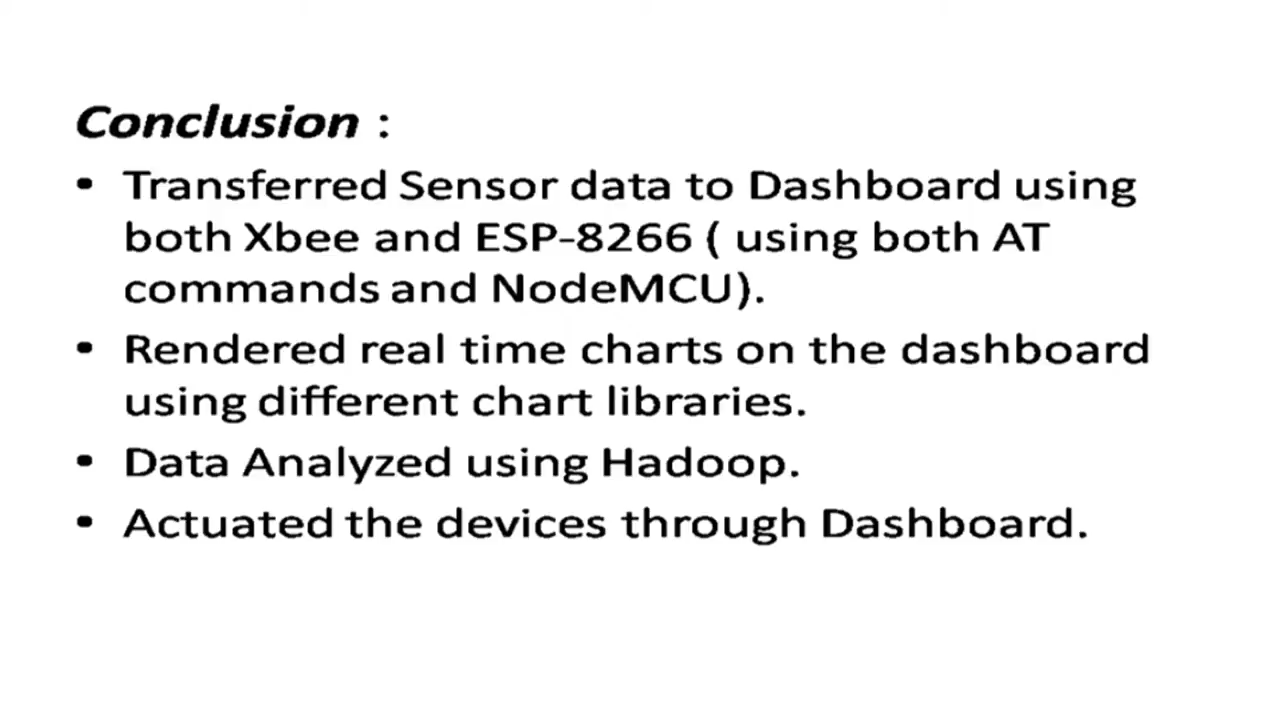 Conclusion :
• Transferred Sensor data to Dashboard using
both Xbee and ESP-8266 ( using both AT
commands and NodeMCU).
• Rendered real time charts on the dashboard
using different chart libraries.
• Data Analyzed using Hadoop.
• Actuated the devices through Dashboard.